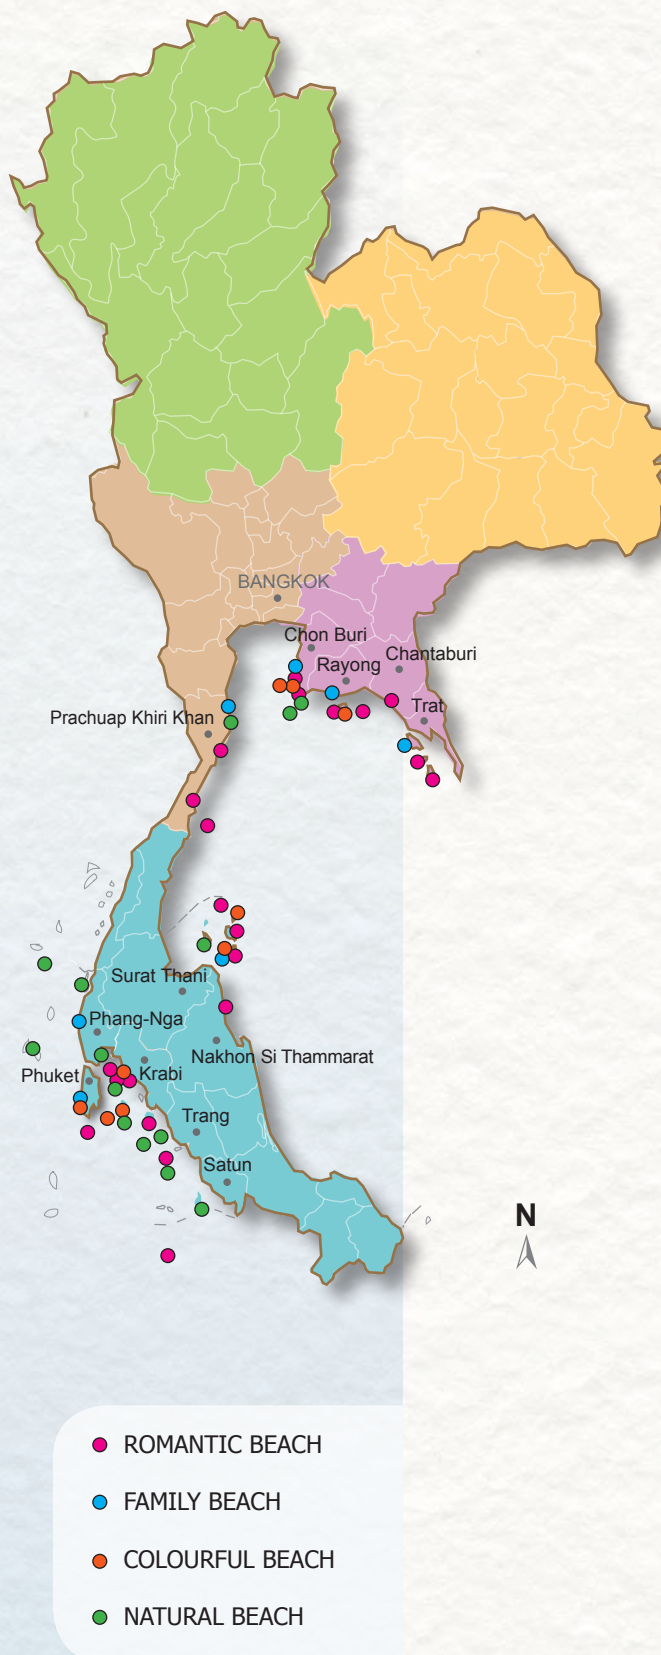 BANGKOK
Chon Buri
Rayong
Chantaburi
Trat
Prachuap Khiri Khan
Surat Thani
Phang-Nga
Nakhon Si Thammarat
Phuket
Krabi
Trang
Satun
N
ROMANTIC BEACH
FAMILY BEACH
COLOURFUL BEACH
NATURAL BEACH